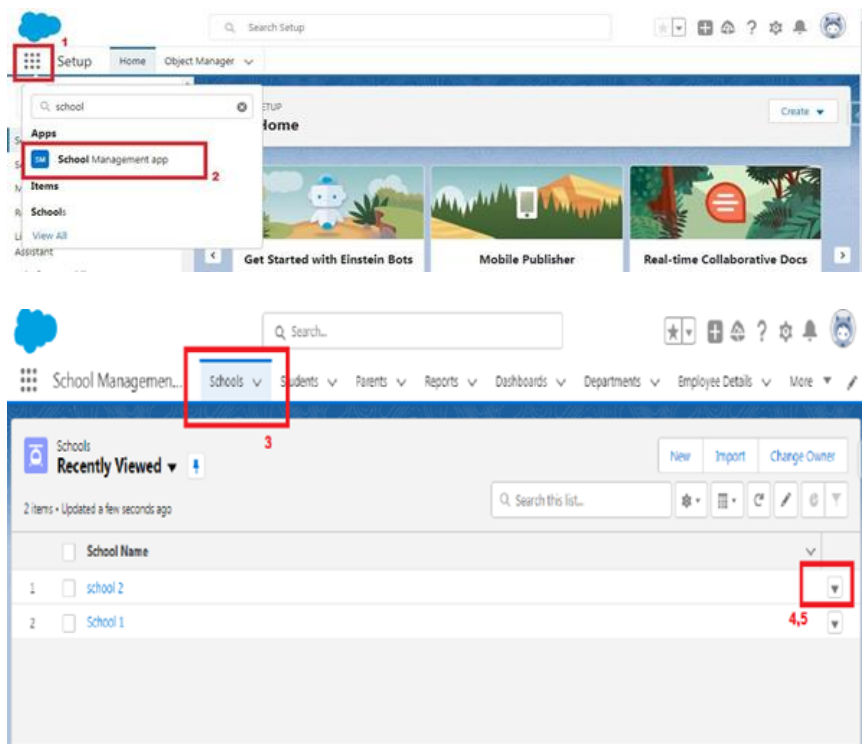 Search Setup
1
Setup Home Object Manager
school
SETUP
Home
Create
Apps
SM School Management app
2
Items
Schools
View All
Assistant
Get Started with Einstein Bots
Mobile Publisher
Real-time Collaborative Docs
Search...
School Managemen... Schools Students Parents Reports Dashboards Departments Employee Details More
3
Schools
Recently Viewed
New Import Change Owner
2 items • Updated a few seconds ago
Search this list...
School Name
1 school 2
4,5
2 School 1